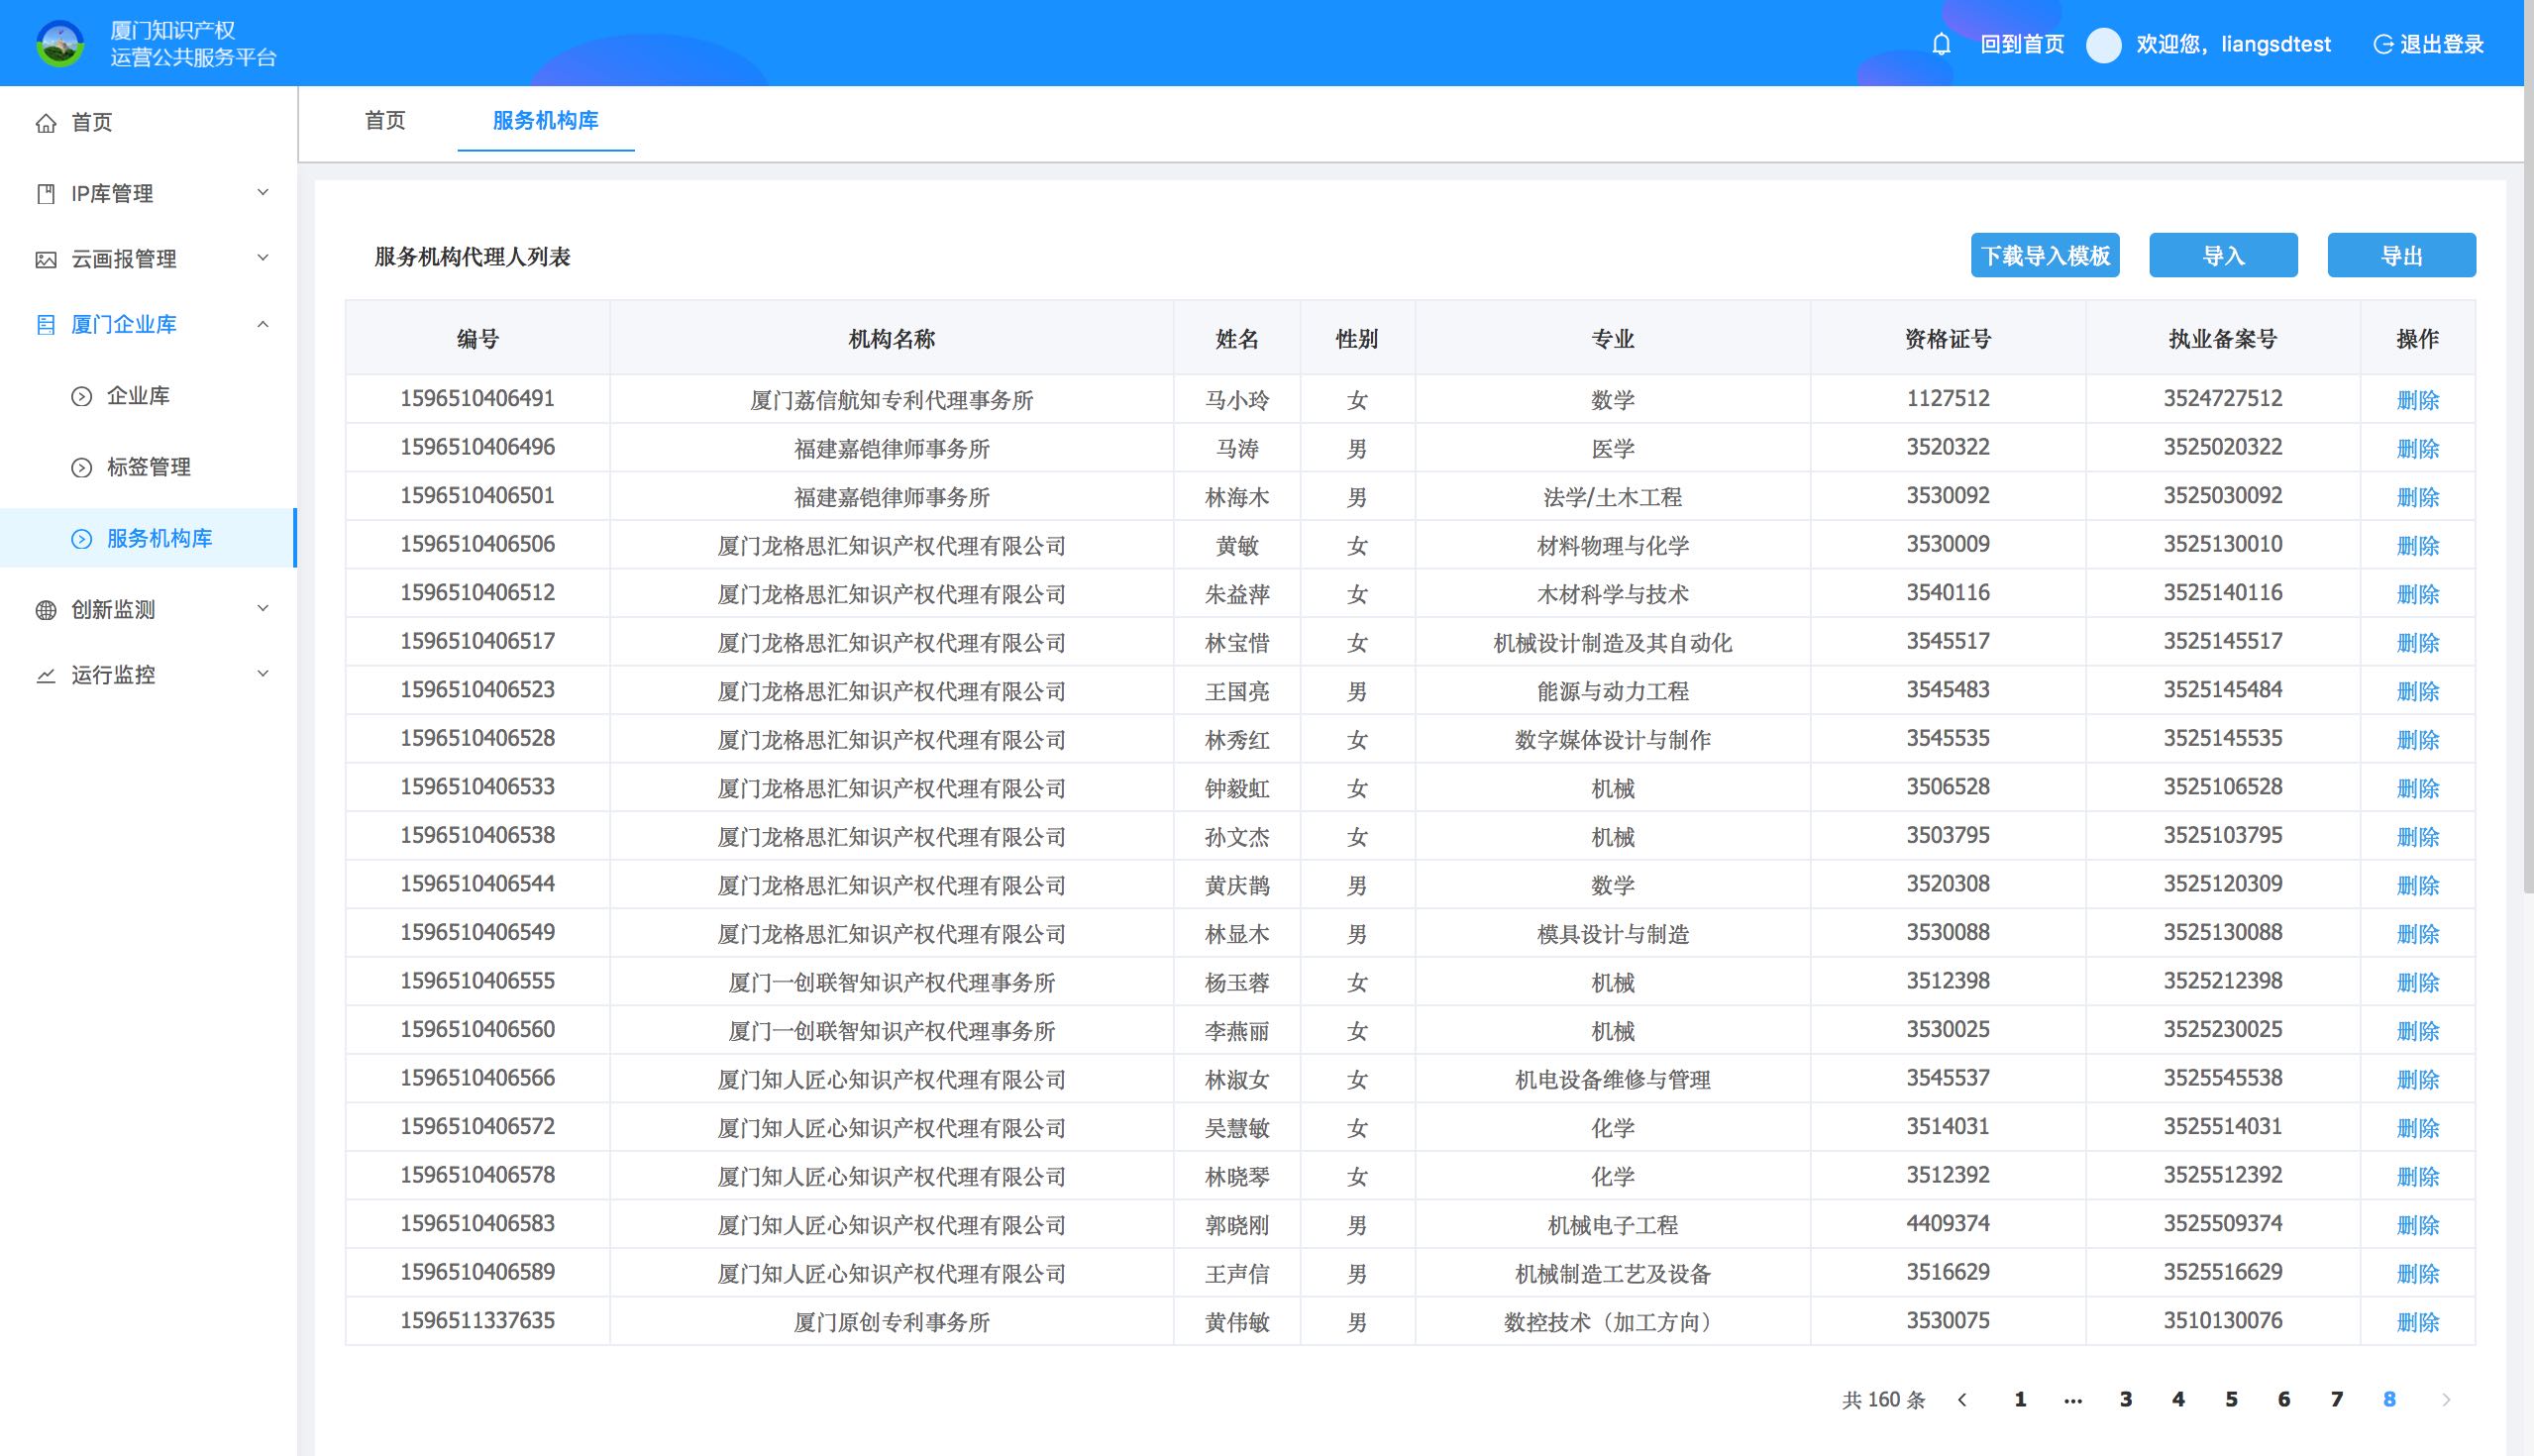 厦门知识产权
运营公共服务平台
回到首页 欢迎您，liangsdtest 退出登录
首页
IP库管理
云画报管理
厦门企业库
企业库
标签管理
服务机构库
创新监测
运行监控
首页 服务机构库
服务机构代理人列表 下载导入模板 导入 导出
编号 机构名称 姓名 性别 专业 资格证号 执业备案号 操作
1596510406491 厦门荔信航知专利代理事务所 马小玲 女 数学 1127512 3524727512 删除
1596510406496 福建嘉铠律师事务所 马涛 男 医学 3520322 3525020322 删除
1596510406501 福建嘉铠律师事务所 林海木 男 法学/土木工程 3530092 3525030092 删除
1596510406506 厦门龙格思汇知识产权代理有限公司 黄敏 女 材料物理与化学 3530009 3525130010 删除
1596510406512 厦门龙格思汇知识产权代理有限公司 朱益萍 女 木材科学与技术 3540116 3525140116 删除
1596510406517 厦门龙格思汇知识产权代理有限公司 林宝惜 女 机械设计制造及其自动化 3545517 3525145517 删除
1596510406523 厦门龙格思汇知识产权代理有限公司 王国亮 男 能源与动力工程 3545483 3525145484 删除
1596510406528 厦门龙格思汇知识产权代理有限公司 林秀红 女 数字媒体设计与制作 3545535 3525145535 删除
1596510406533 厦门龙格思汇知识产权代理有限公司 钟毅虹 女 机械 3506528 3525106528 删除
1596510406538 厦门龙格思汇知识产权代理有限公司 孙文杰 女 机械 3503795 3525103795 删除
1596510406544 厦门龙格思汇知识产权代理有限公司 黄庆鹊 男 数学 3520308 3525120309 删除
1596510406549 厦门龙格思汇知识产权代理有限公司 林显木 男 模具设计与制造 3530088 3525130088 删除
1596510406555 厦门一创联智知识产权代理事务所 杨玉蓉 女 机械 3512398 3525212398 删除
1596510406560 厦门一创联智知识产权代理事务所 李燕丽 女 机械 3530025 3525230025 删除
1596510406566 厦门知人匠心知识产权代理有限公司 林淑女 女 机电设备维修与管理 3545537 3525545538 删除
1596510406572 厦门知人匠心知识产权代理有限公司 吴慧敏 女 化学 3514031 3525514031 删除
1596510406578 厦门知人匠心知识产权代理有限公司 林晓琴 女 化学 3512392 3525512392 删除
1596510406583 厦门知人匠心知识产权代理有限公司 郭晓刚 男 机械电子工程 4409374 3525509374 删除
1596510406589 厦门知人匠心知识产权代理有限公司 王声信 男 机械制造工艺及设备 3516629 3525516629 删除
1596511337635 厦门原创专利事务所 黄伟敏 男 数控技术（加工方向） 3530075 3510130076 删除
共 160 条 1 ... 3 4 5 6 7 8